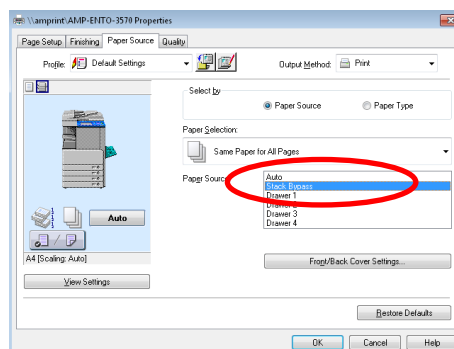 \\amprint\AMP-ENTO-3570 Properties
Page Setup Finishing Paper Source Quality
Profile: Default Settings
Output Method: Print
Select by
Paper Source Paper Type
Paper Selection:
Same Paper for All Pages
Paper Source:
Auto
Stack Bypass
Drawer 1
Drawer 2
Drawer 3
Drawer 4
Auto
A4 [Scaling: Auto]
Front/Back Cover Settings...
View Settings
Restore Defaults
OK Cancel Help